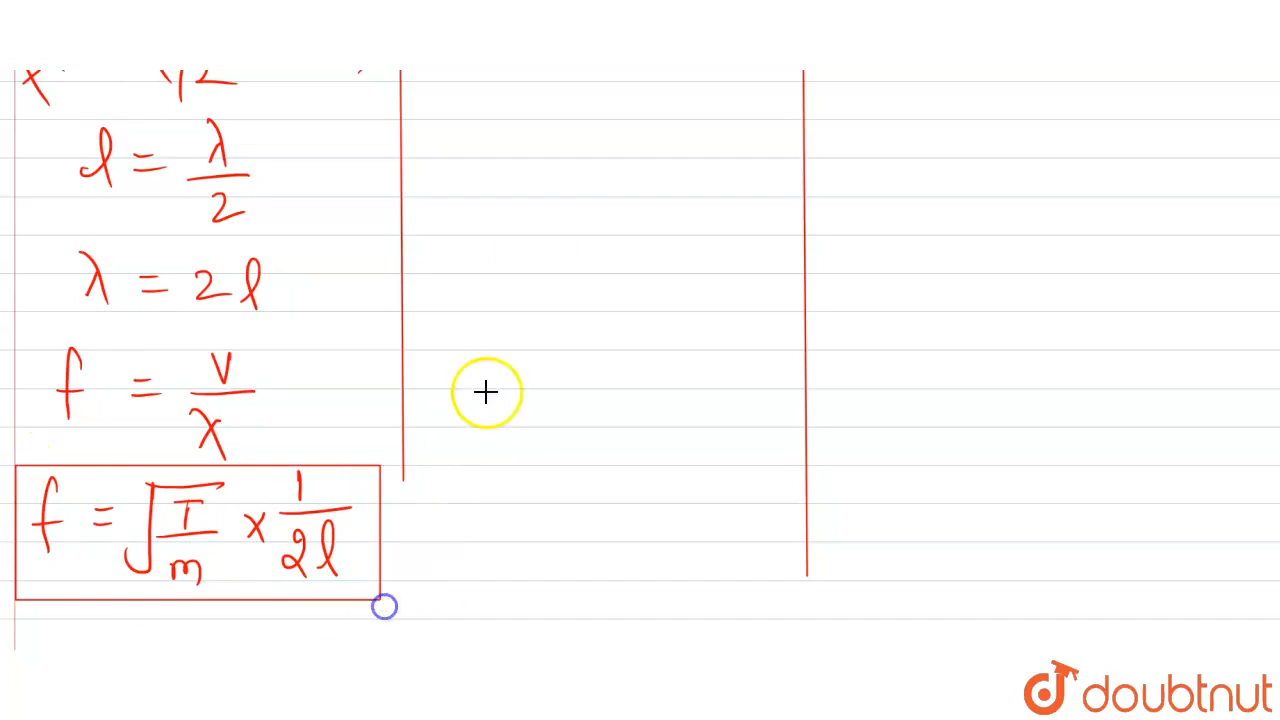 l = λ/2
λ = 2l
f = v/λ
f = √(T/m) × 1/2l
doubtnut